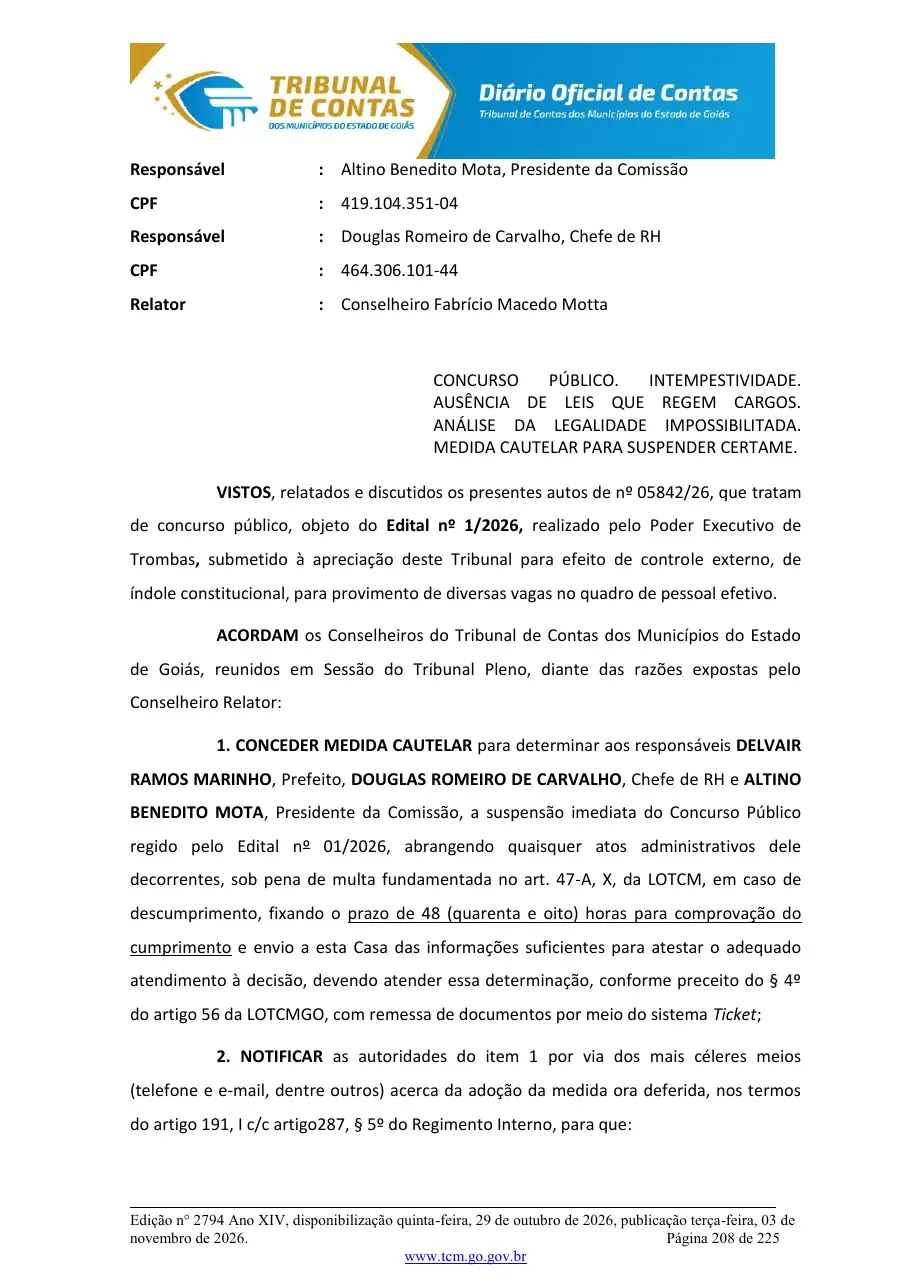 TRIBUNAL
DE CONTAS
DOS MUNICÍPIOS DO ESTADO DE GOIÁS
Diário Oficial de Contas
Tribunal de Contas dos Municípios do Estado de Goiás
Responsável : Altino Benedito Mota, Presidente da Comissão
CPF : 419.104.351-04
Responsável : Douglas Romeiro de Carvalho, Chefe de RH
CPF : 464.306.101-44
Relator : Conselheiro Fabrício Macedo Motta
CONCURSO PÚBLICO. INTEMPESTIVIDADE.
AUSÊNCIA DE LEIS QUE REGEM CARGOS.
ANÁLISE DA LEGALIDADE IMPOSSIBILITADA.
MEDIDA CAUTELAR PARA SUSPENDER CERTAME.
VISTOS, relatados e discutidos os presentes autos de nº 05842/26, que tratam
de concurso público, objeto do Edital nº 1/2026, realizado pelo Poder Executivo de
Trombas, submetido à apreciação deste Tribunal para efeito de controle externo, de
índole constitucional, para provimento de diversas vagas no quadro de pessoal efetivo.
ACORDAM os Conselheiros do Tribunal de Contas dos Municípios do Estado
de Goiás, reunidos em Sessão do Tribunal Pleno, diante das razões expostas pelo
Conselheiro Relator:
1. CONCEDER MEDIDA CAUTELAR para determinar aos responsáveis DELVAIR
RAMOS MARINHO, Prefeito, DOUGLAS ROMEIRO DE CARVALHO, Chefe de RH e ALTINO
BENEDITO MOTA, Presidente da Comissão, a suspensão imediata do Concurso Público
regido pelo Edital nº 01/2026, abrangendo quaisquer atos administrativos dele
decorrentes, sob pena de multa fundamentada no art. 47-A, X, da LOTCM, em caso de
descumprimento, fixando o prazo de 48 (quarenta e oito) horas para comprovação do
cumprimento e envio a esta Casa das informações suficientes para atestar o adequado
atendimento à decisão, devendo atender essa determinação, conforme preceito do § 4º
do artigo 56 da LOTCMGO, com remessa de documentos por meio do sistema Ticket;
2. NOTIFICAR as autoridades do item 1 por via dos mais céleres meios
(telefone e e-mail, dentre outros) acerca da adoção da medida ora deferida, nos termos
do artigo 191, I c/c artigo287, § 5º do Regimento Interno, para que:
Edição n° 2794 Ano XIV, disponibilização quinta-feira, 29 de outubro de 2026, publicação terça-feira, 03 de
novembro de 2026. Página 208 de 225
www.tcm.go.gov.br